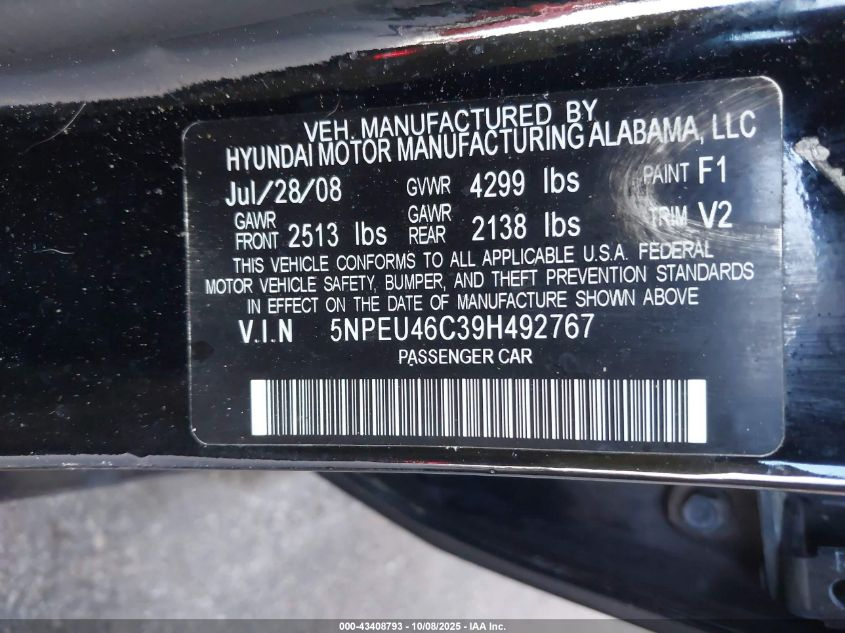 VEH. MANUFACTURED BY
HYUNDAI MOTOR MANUFACTURING ALABAMA, LLC
Jul/28/08 GVWR 4299 lbs PAINT F1
GAWR FRONT 2513 lbs GAWR REAR 2138 lbs TRIM V2
THIS VEHICLE CONFORMS TO ALL APPLICABLE U.S.A. FEDERAL
MOTOR VEHICLE SAFETY, BUMPER, AND THEFT PREVENTION STANDARDS
IN EFFECT ON THE DATE OF MANUFACTURE SHOWN ABOVE
V.I.N 5NPEU46C39H492767
PASSENGER CAR
000-43408793 - 10/08/2025 - IAA Inc.